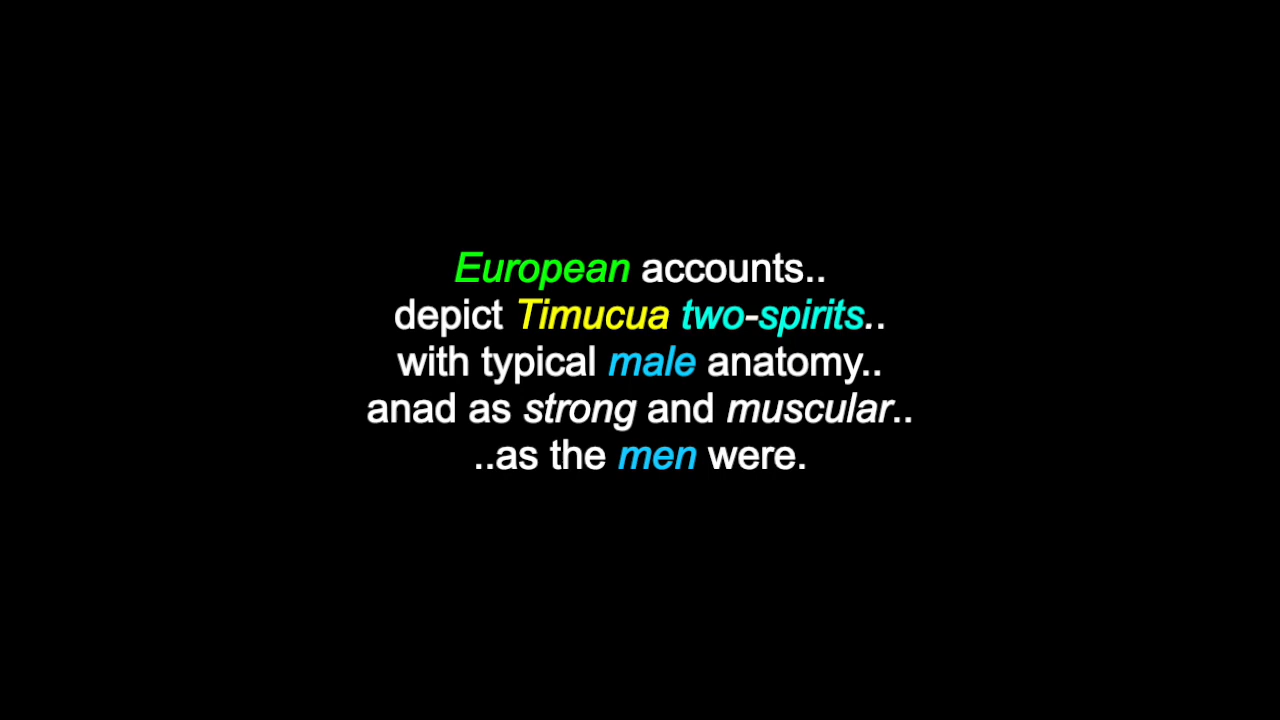 European accounts..
depict Timucua two-spirits..
with typical male anatomy..
anad as strong and muscular..
..as the men were.